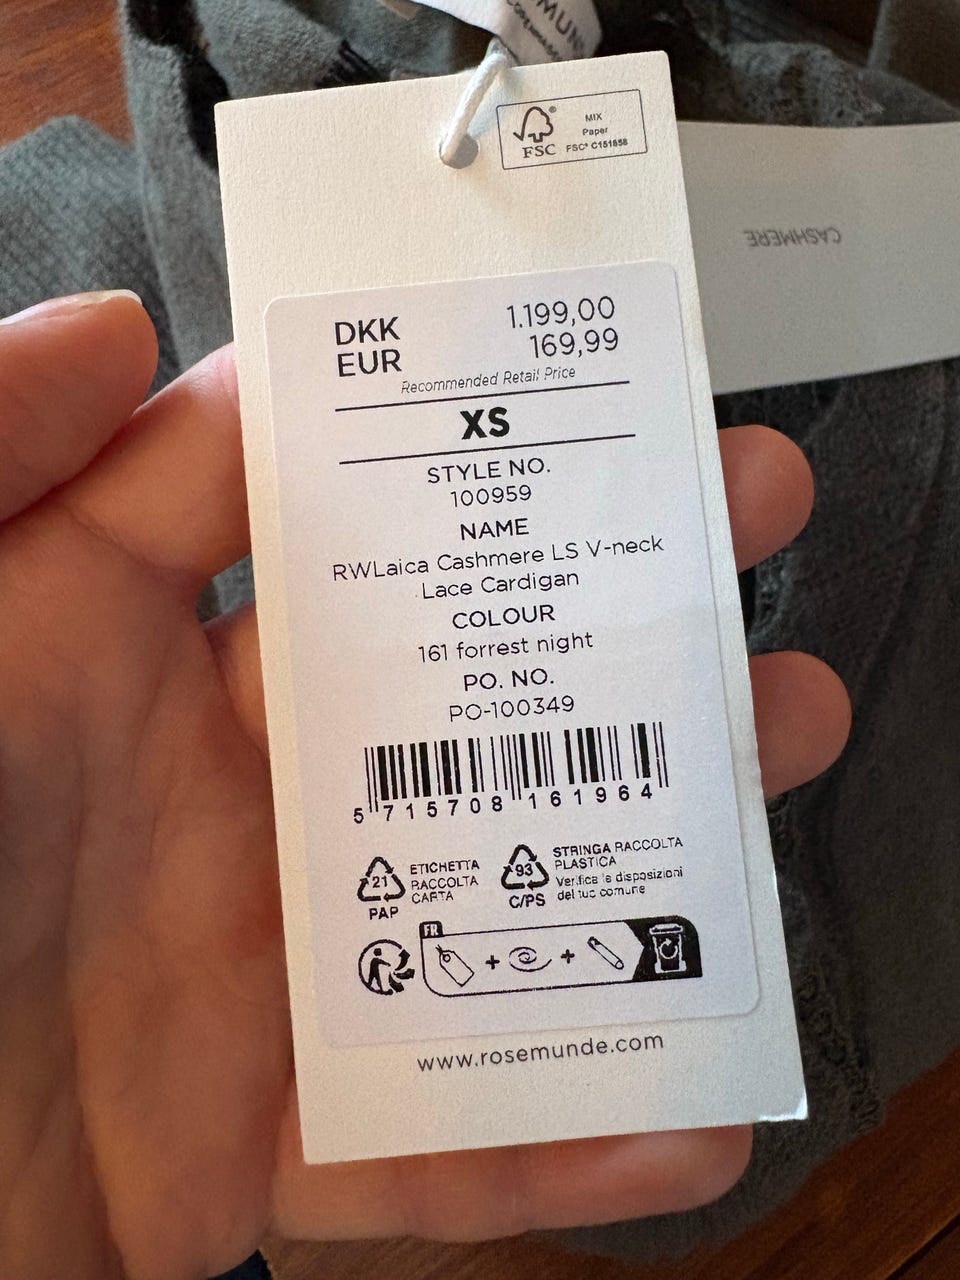 MIX
Paper
FSC® C151858
FSC®
CASHMERE
DKK 1.199,00
EUR 169,99
Recommended Retail Price
XS
STYLE NO.
100959
NAME
RWLaica Cashmere LS V-neck
Lace Cardigan
COLOUR
161 forrest night
PO. NO.
PO-100349
5 715708 161964
21
PAP
ETICHETTA
RACCOLTA
CARTA
93
C/PS
STRINGA RACCOLTA
PLASTICA
Verifica le disposizioni
del tuo comune
FR
+ +
www.rosemunde.com